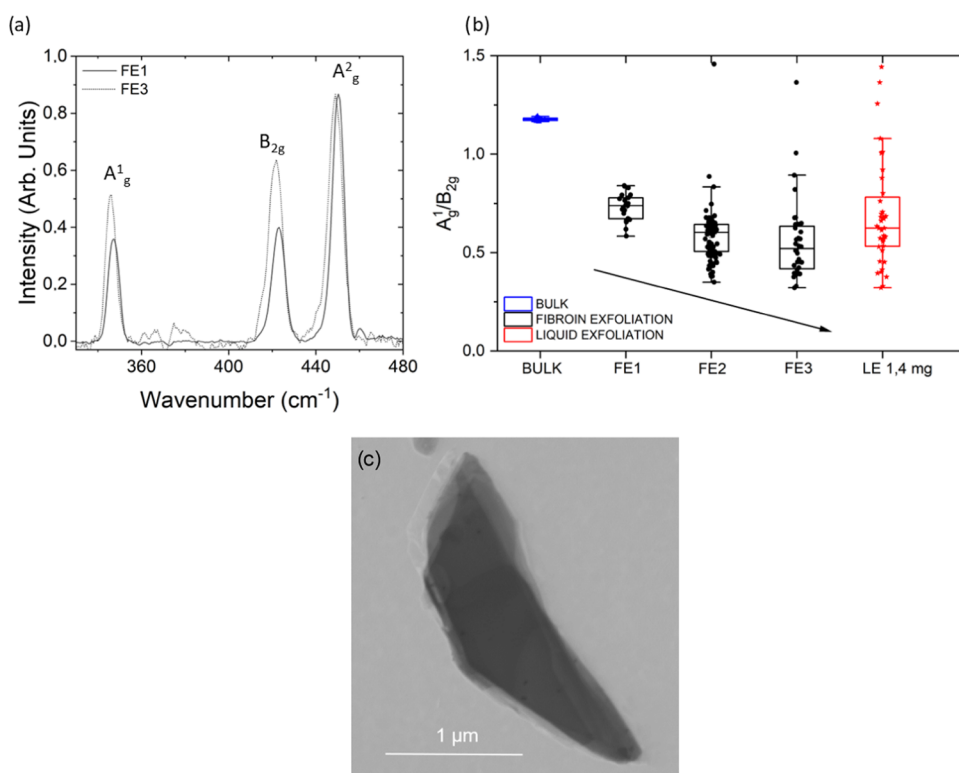 (a)
1.0
0.8
0.6
0.4
0.2
0.0
Intensity (Arb. Units)
FE1
FE3
A¹g
B2g
A²g
360
400
440
480
Wavenumber (cm⁻¹)
(b)
1.5
1.0
0.5
0.0
A¹g/B2g
BULK
FIBROIN EXFOLIATION
LIQUID EXFOLIATION
BULK
FE1
FE2
FE3
LE 1,4 mg
(c)
1 µm